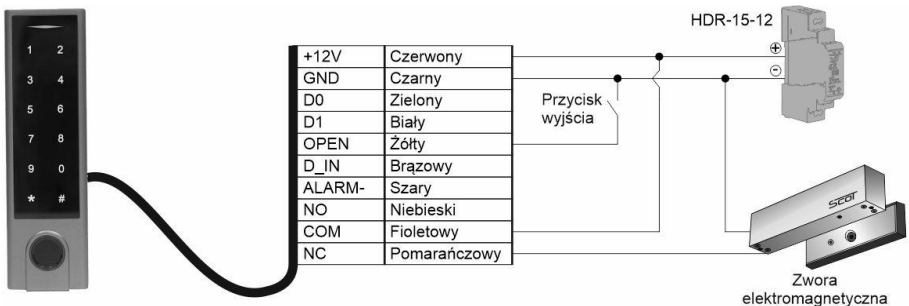 HDR-15-12
1 2
3 4
5 6
7 8
9 0
* #
+12V Czerwony
GND Czarny
D0 Zielony
D1 Biały
OPEN Żółty
D_IN Brązowy
ALARM- Szary
NO Niebieski
COM Fioletowy
NC Pomarańczowy
Przycisk
wyjścia
+
-
SCOT
Zwora
elektromagnetyczna